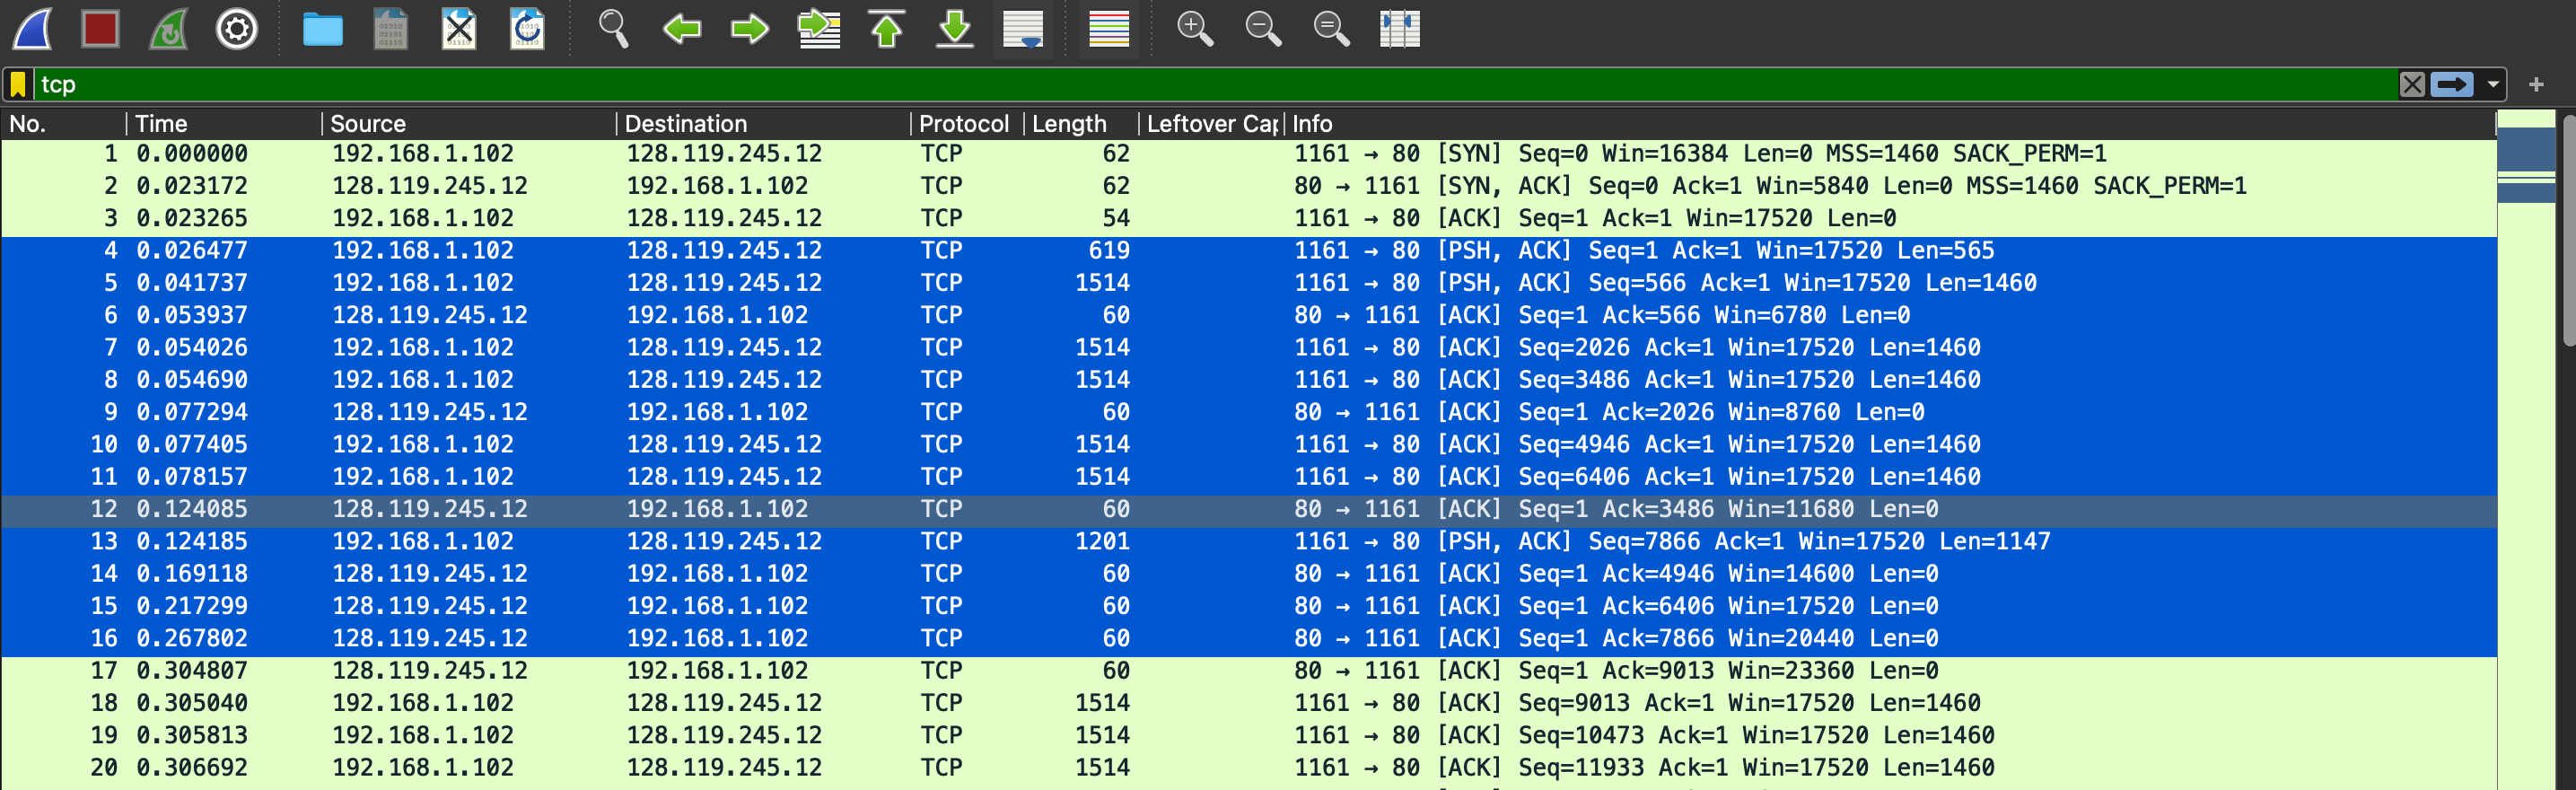 tcp
No. Time Source Destination Protocol Length Leftover Cap Info
1 0.000000 192.168.1.102 128.119.245.12 TCP 62 1161 → 80 [SYN] Seq=0 Win=16384 Len=0 MSS=1460 SACK_PERM=1
2 0.023172 128.119.245.12 192.168.1.102 TCP 62 80 → 1161 [SYN, ACK] Seq=0 Ack=1 Win=5840 Len=0 MSS=1460 SACK_PERM=1
3 0.023265 192.168.1.102 128.119.245.12 TCP 54 1161 → 80 [ACK] Seq=1 Ack=1 Win=17520 Len=0
4 0.026477 192.168.1.102 128.119.245.12 TCP 619 1161 → 80 [PSH, ACK] Seq=1 Ack=1 Win=17520 Len=565
5 0.041737 192.168.1.102 128.119.245.12 TCP 1514 1161 → 80 [PSH, ACK] Seq=566 Ack=1 Win=17520 Len=1460
6 0.053937 128.119.245.12 192.168.1.102 TCP 60 80 → 1161 [ACK] Seq=1 Ack=566 Win=6780 Len=0
7 0.054026 192.168.1.102 128.119.245.12 TCP 1514 1161 → 80 [ACK] Seq=2026 Ack=1 Win=17520 Len=1460
8 0.054690 192.168.1.102 128.119.245.12 TCP 1514 1161 → 80 [ACK] Seq=3486 Ack=1 Win=17520 Len=1460
9 0.077294 128.119.245.12 192.168.1.102 TCP 60 80 → 1161 [ACK] Seq=1 Ack=2026 Win=8760 Len=0
10 0.077405 192.168.1.102 128.119.245.12 TCP 1514 1161 → 80 [ACK] Seq=4946 Ack=1 Win=17520 Len=1460
11 0.078157 192.168.1.102 128.119.245.12 TCP 1514 1161 → 80 [ACK] Seq=6406 Ack=1 Win=17520 Len=1460
12 0.124085 128.119.245.12 192.168.1.102 TCP 60 80 → 1161 [ACK] Seq=1 Ack=3486 Win=11680 Len=0
13 0.124185 192.168.1.102 128.119.245.12 TCP 1201 1161 → 80 [PSH, ACK] Seq=7866 Ack=1 Win=17520 Len=1147
14 0.169118 128.119.245.12 192.168.1.102 TCP 60 80 → 1161 [ACK] Seq=1 Ack=4946 Win=14600 Len=0
15 0.217299 128.119.245.12 192.168.1.102 TCP 60 80 → 1161 [ACK] Seq=1 Ack=6406 Win=17520 Len=0
16 0.267802 128.119.245.12 192.168.1.102 TCP 60 80 → 1161 [ACK] Seq=1 Ack=7866 Win=20440 Len=0
17 0.304807 128.119.245.12 192.168.1.102 TCP 60 80 → 1161 [ACK] Seq=1 Ack=9013 Win=23360 Len=0
18 0.305040 192.168.1.102 128.119.245.12 TCP 1514 1161 → 80 [ACK] Seq=9013 Ack=1 Win=17520 Len=1460
19 0.305813 192.168.1.102 128.119.245.12 TCP 1514 1161 → 80 [ACK] Seq=10473 Ack=1 Win=17520 Len=1460
20 0.306692 192.168.1.102 128.119.245.12 TCP 1514 1161 → 80 [ACK] Seq=11933 Ack=1 Win=17520 Len=1460